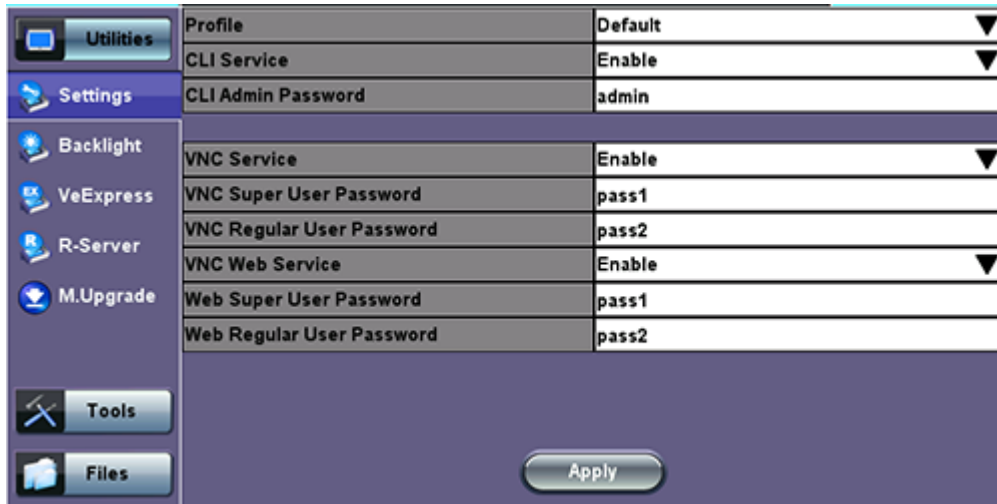 Utilities
Settings
Backlight
VeExpress
R-Server
M.Upgrade
Tools
Files
Profile Default
CLI Service Enable
CLI Admin Password admin
VNC Service Enable
VNC Super User Password pass1
VNC Regular User Password pass2
VNC Web Service Enable
Web Super User Password pass1
Web Regular User Password pass2
Apply